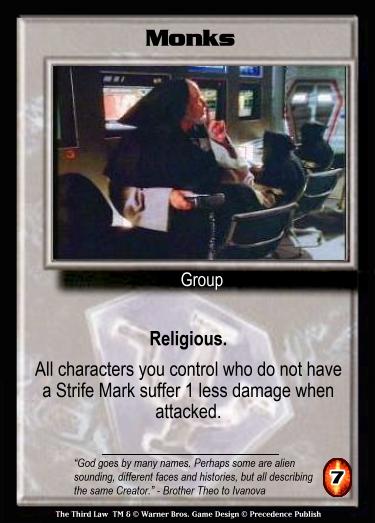 Monks
Group
Religious.
All characters you control who do not have
a Strife Mark suffer 1 less damage when
attacked.
“God goes by many names. Perhaps some are alien
sounding, different faces and histories, but all describing
the same Creator.” - Brother Theo to Ivanova
7
The Third Law TM & © Warner Bros. Game Design © Precedence Publish